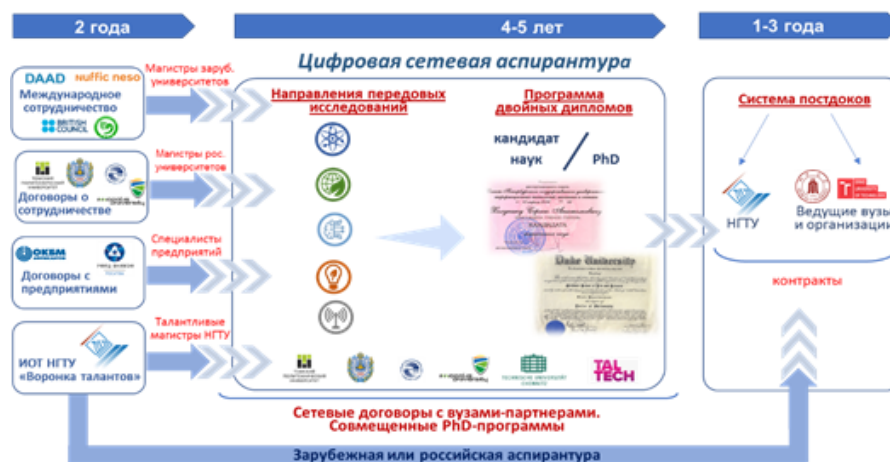 2 года
4-5 лет
1-3 года
Цифровая сетевая аспирантура
DAAD
nuffic neso
Международное
сотрудничество
BRITISH
COUNCIL
Магистры заруб.
университетов
Договоры о
сотрудничестве
Магистры рос.
университетов
ОКБМ
Договоры с
предприятиями
Специалисты
предприятий
ИОТ НГТУ
«Воронка талантов»
Талантливые
магистры НГТУ
Направления передовых
исследований
Программа
двойных дипломов
кандидат
наук / PhD
КАНДИДАТА
Duke University
TAL
TECH
Система постдоков
НГТУ
Ведущие вузы
и организации
контракты
Сетевые договоры с вузами-партнерами.
Совмещенные PhD-программы
Зарубежная или российская аспирантура